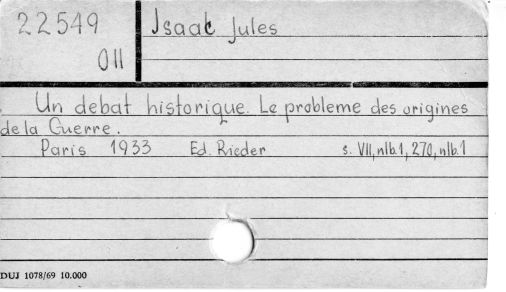 22549
Isaac Jules
011
Un debat historique. Le probleme des origines
de la Guerre.
Paris 1933 Ed. Rieder s. VII, nlb.1, 270, nlb.1
DUJ 1078/69 10.000